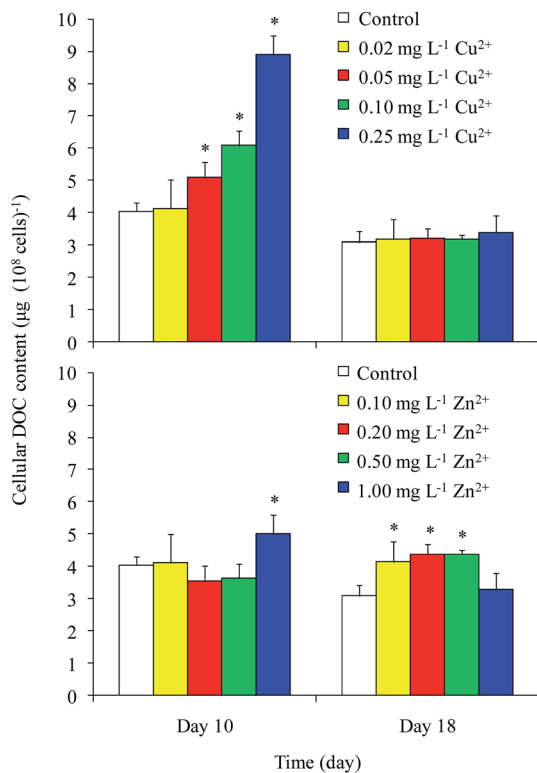 Cellular DOC content (µg (10⁸ cells)⁻¹)
10
9
8
7
6
5
4
3
2
1
0
Control
0.02 mg L⁻¹ Cu²⁺
0.05 mg L⁻¹ Cu²⁺
0.10 mg L⁻¹ Cu²⁺
0.25 mg L⁻¹ Cu²⁺
*
*
*
10
9
8
7
6
5
4
3
2
1
0
Control
0.10 mg L⁻¹ Zn²⁺
0.20 mg L⁻¹ Zn²⁺
0.50 mg L⁻¹ Zn²⁺
1.00 mg L⁻¹ Zn²⁺
*
* * *
Day 10 Day 18
Time (day)